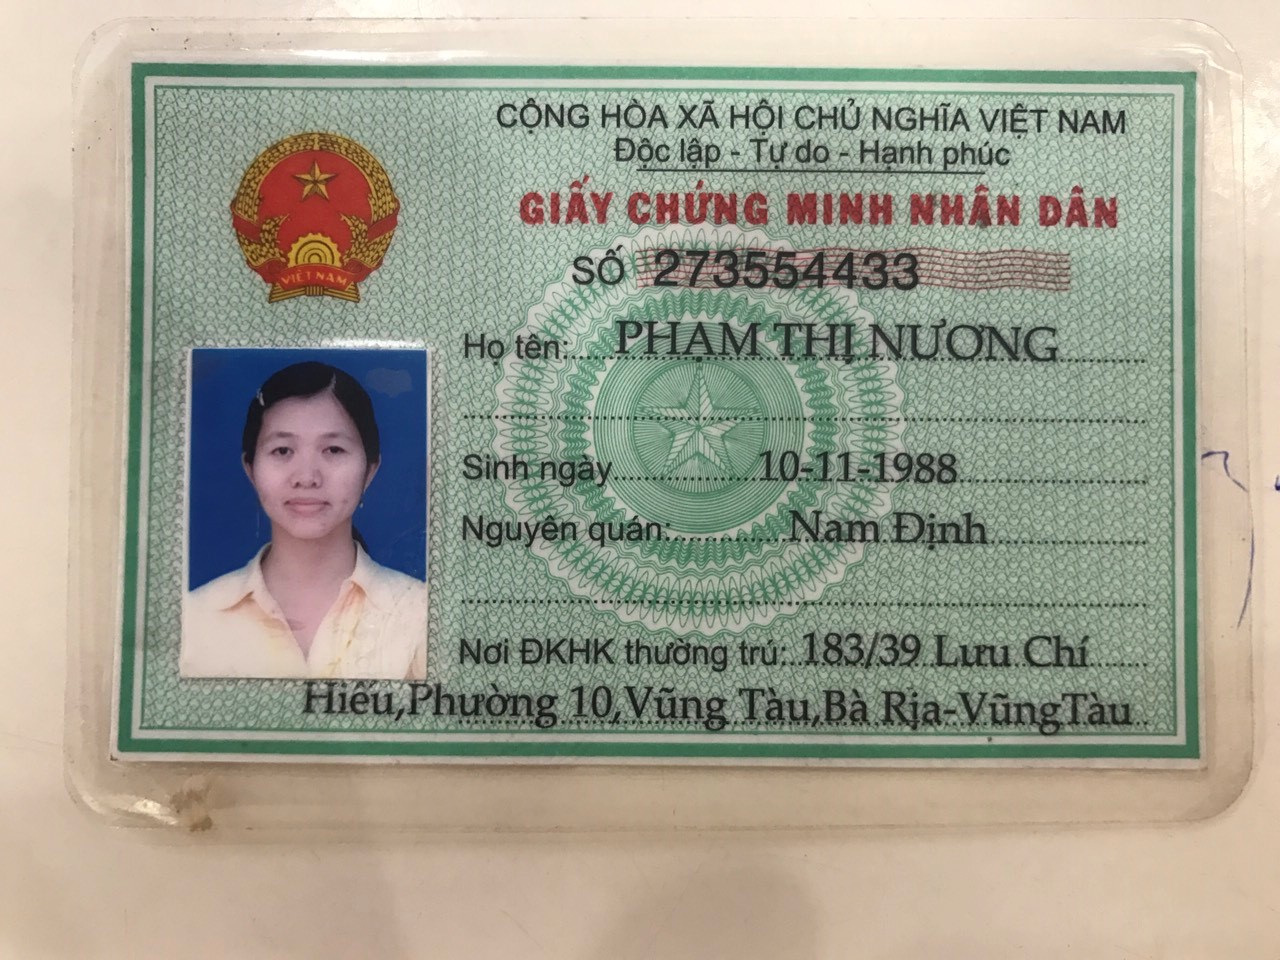 CỘNG HÒA XÃ HỘI CHỦ NGHĨA VIỆT NAM
Độc lập - Tự do - Hạnh phúc
GIẤY CHỨNG MINH NHÂN DÂN
SỐ 273554433
VIỆT NAM
Họ tên: PHẠM THỊ NƯƠNG
Sinh ngày 10-11-1988
Nguyên quán: Nam Định
Nơi ĐKHK thường trú: 183/39 Lưu Chí
Hiếu,Phường 10,Vũng Tàu,Bà Rịa-VũngTàu